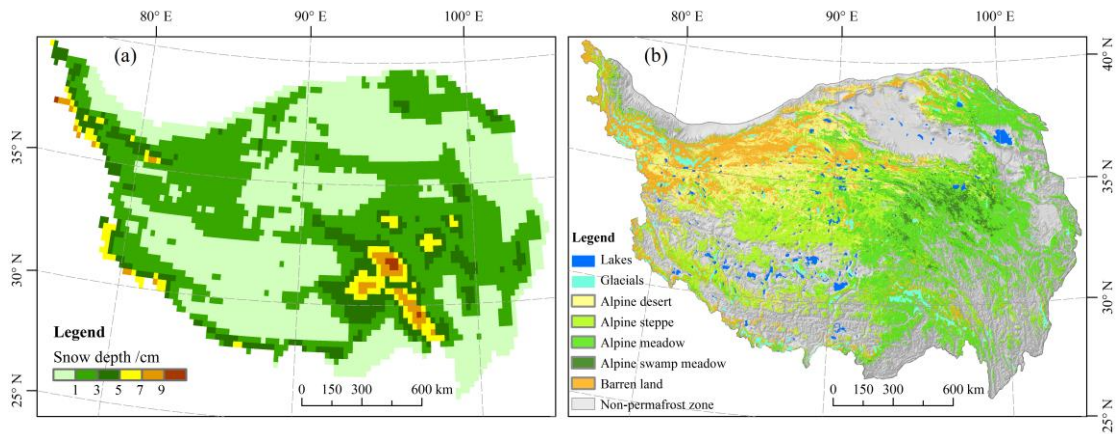 80° E
90° E
100° E
(a)
35° N
30° N
25° N
Legend
Snow depth /cm
1 3 5 7 9
0 150 300 600 km
80° E
90° E
100° E
(b)
40° N
35° N
30° N
25° N
Legend
Lakes
Glaeials
Alpine desert
Alpine steppe
Alpine meadow
Alpine swamp meadow
Barren land
Non-permafrost zone
0 150 300 600 km